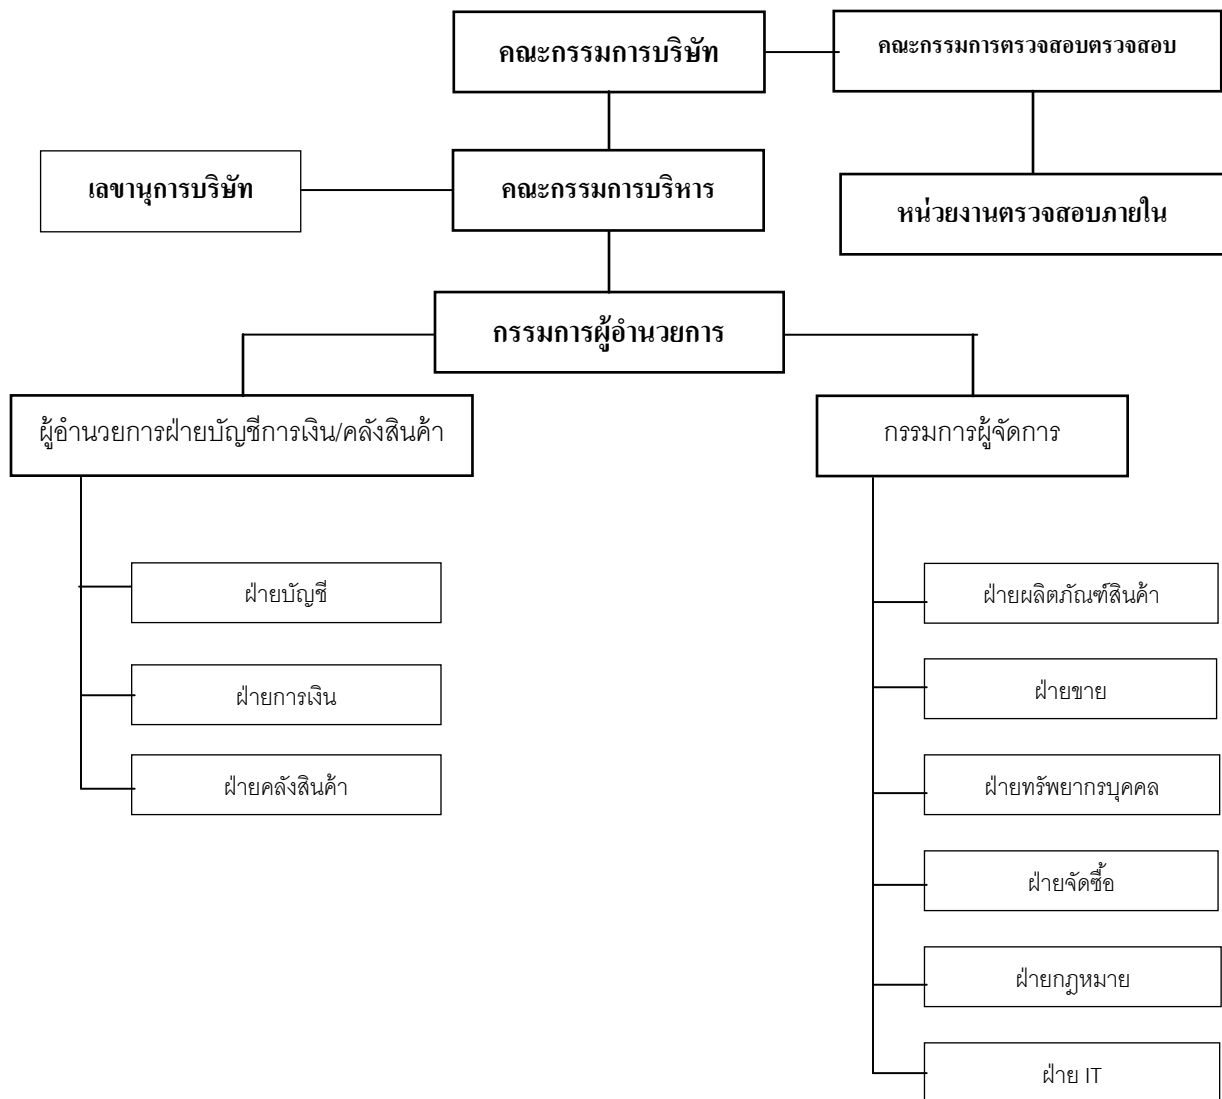 คณะกรรมการบริษัท
คณะกรรมการตรวจสอบตรวจสอบ
เลขานุการบริษัท
คณะกรรมการบริหาร
หน่วยงานตรวจสอบภายใน
กรรมการผู้อำนวยการ
ผู้อำนวยการฝ่ายบัญชีการเงิน/คลังสินค้า
กรรมการผู้จัดการ
ฝ่ายบัญชี
ฝ่ายการเงิน
ฝ่ายคลังสินค้า
ฝ่ายผลิตภัณฑ์สินค้า
ฝ่ายขาย
ฝ่ายทรัพยากรบุคคล
ฝ่ายจัดซื้อ
ฝ่ายกฎหมาย
ฝ่าย IT